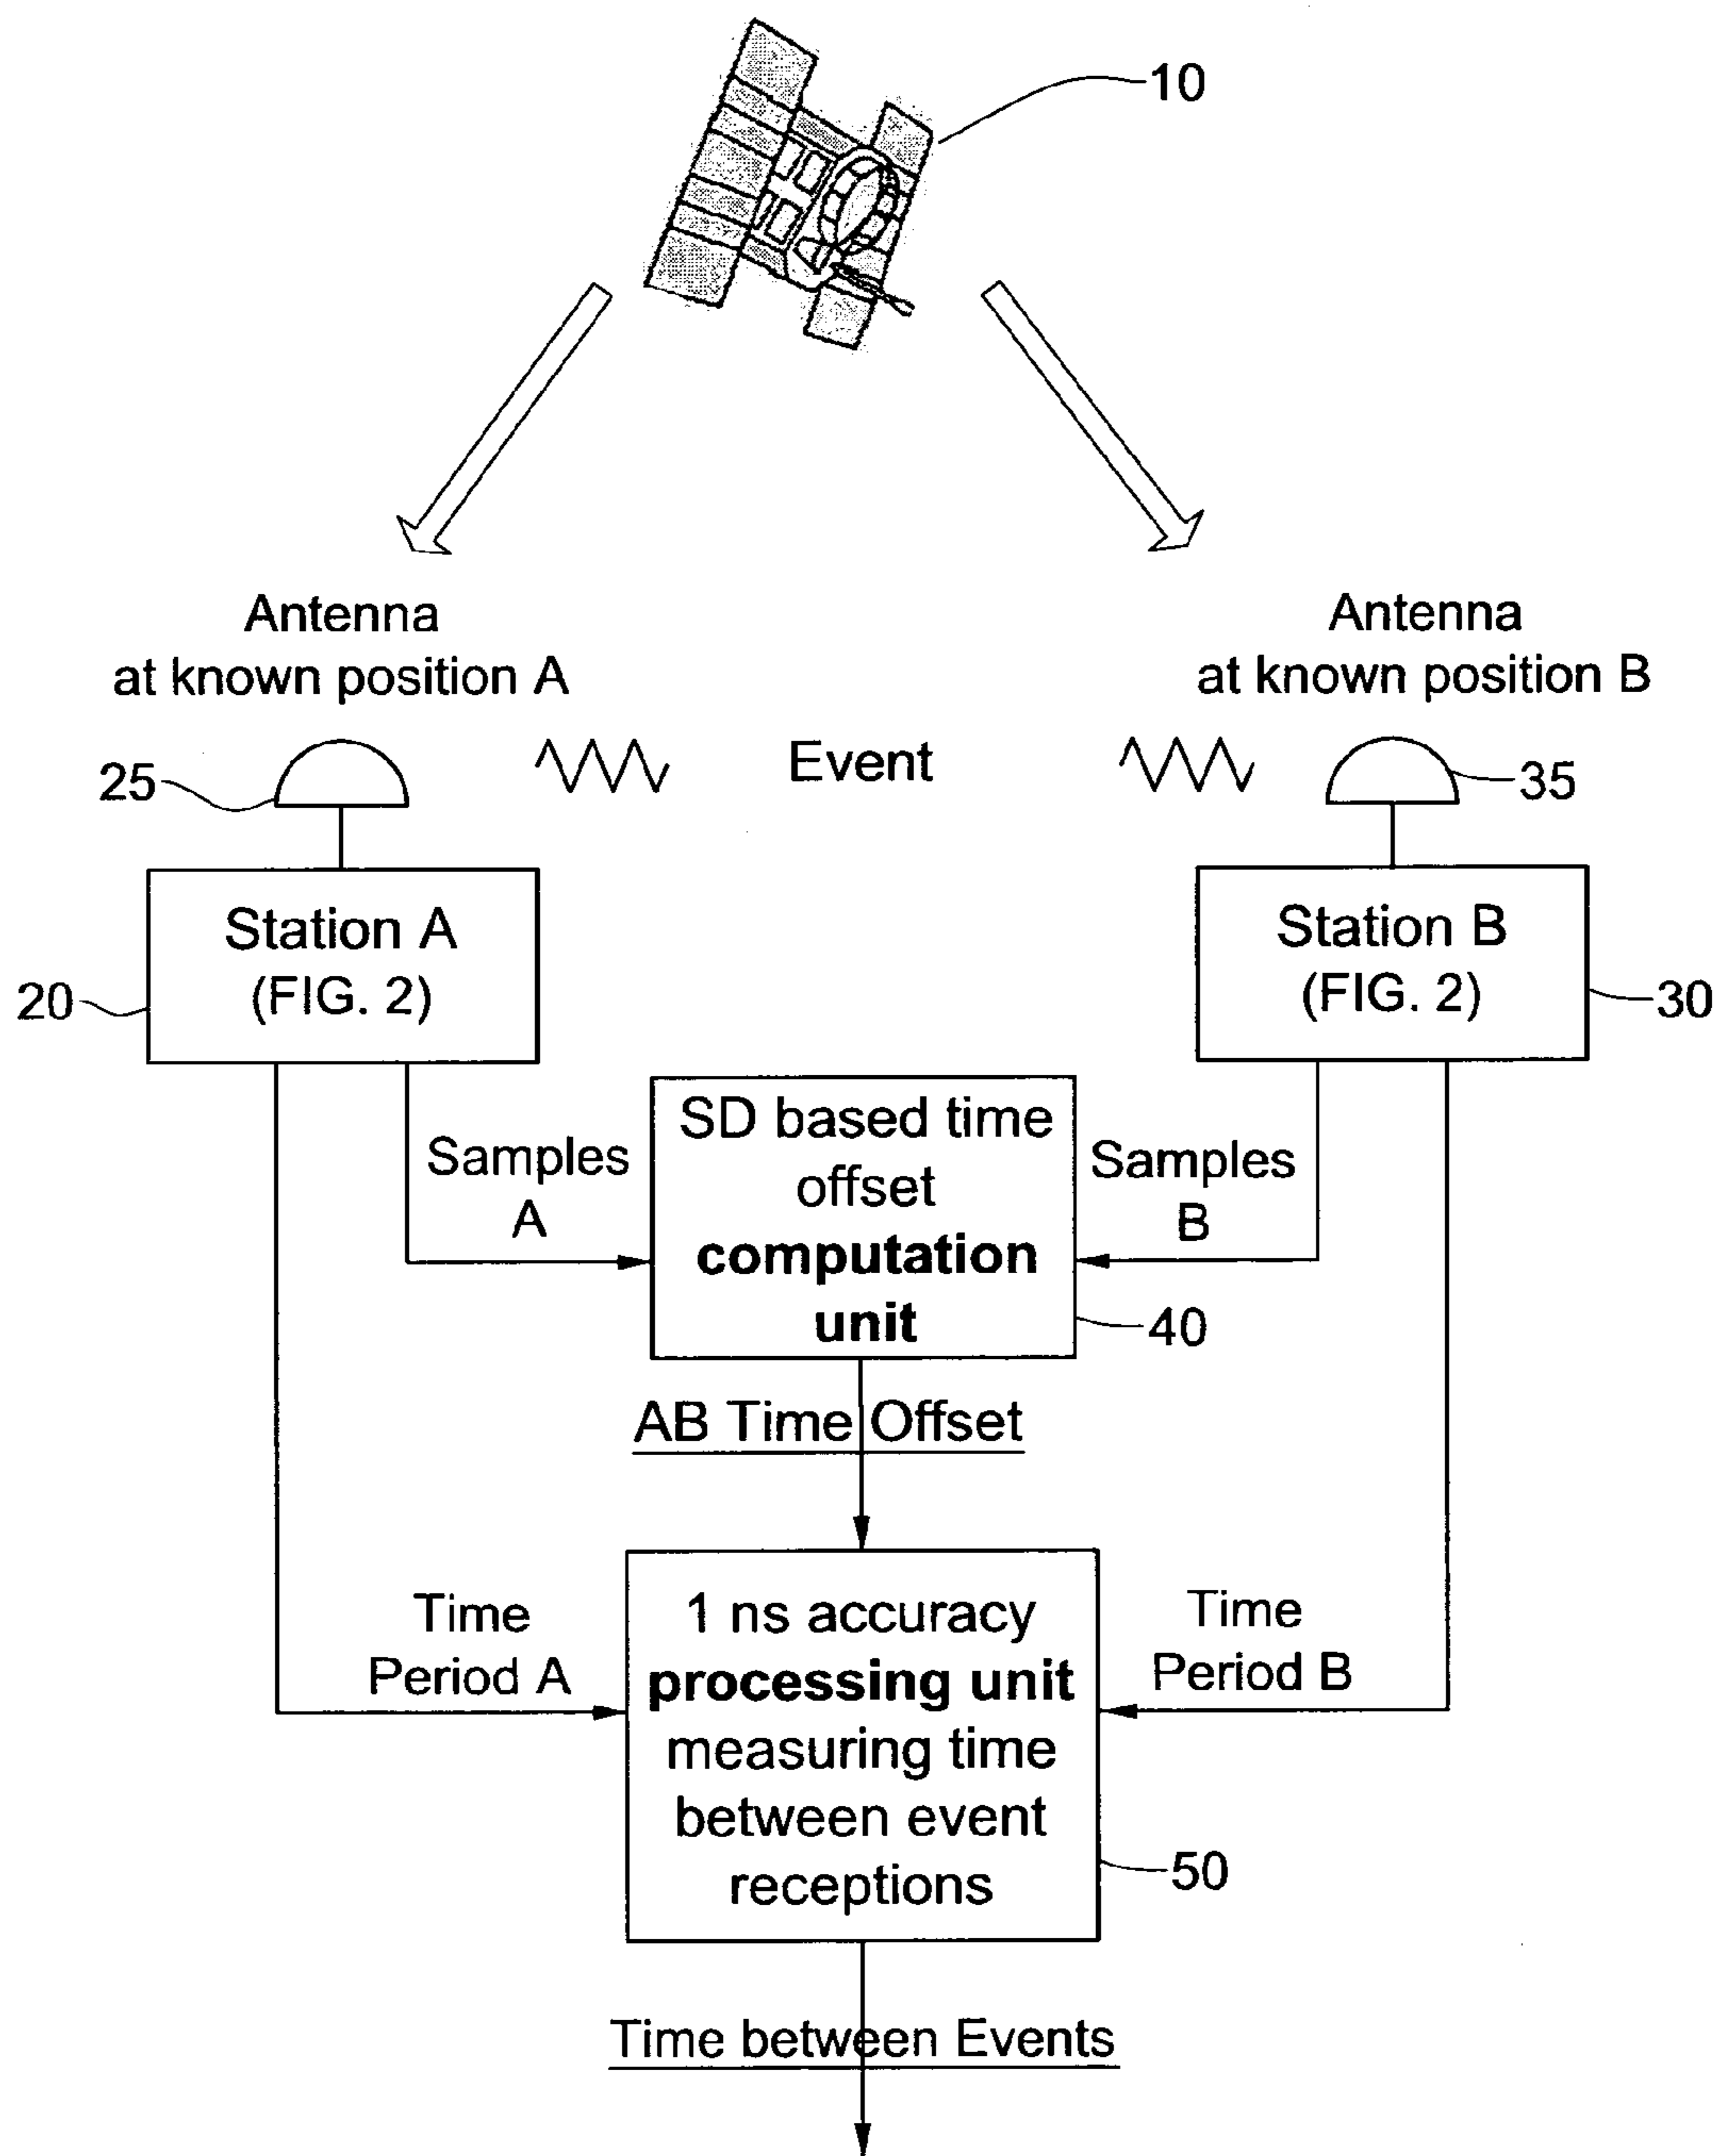 10
Antenna
at known position A
Antenna
at known position B
25
Event
35
Station A
(FIG. 2)
20
Station B
(FIG. 2)
30
SD based time
offset
computation
unit
Samples
A
Samples
B
40
AB Time Offset
Time
Period A
1 ns accuracy
processing unit
measuring time
between event
receptions
Time
Period B
50
Time between Events